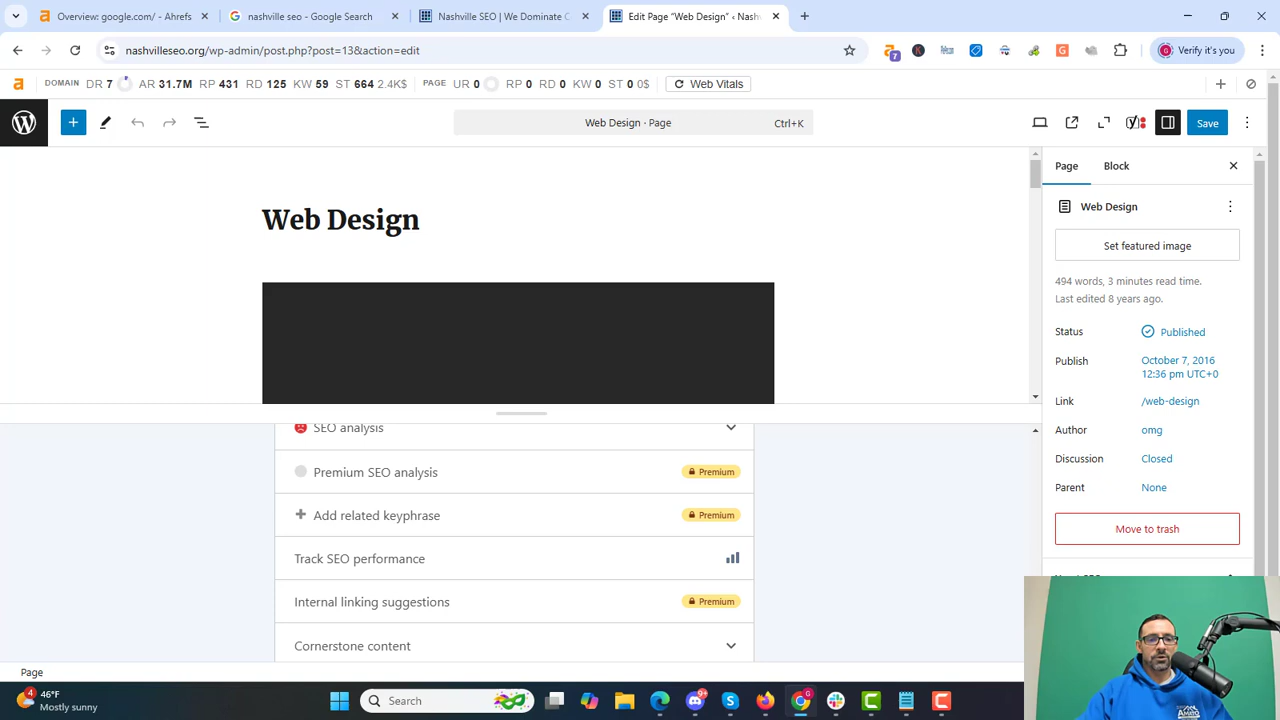 Overview: google.com/ - Ahrefs
nashville seo - Google Search
Nashville SEO | We Dominate C
Edit Page "Web Design" ‹ Nash
nashvilleseo.org/wp-admin/post.php?post=13&action=edit
7
Verify it's you
DOMAIN DR 7 AR 31.7M RP 431 RD 125 KW 59 ST 664 2.4K$ PAGE UR 0 RP 0 RD 0 KW 0 ST 0 0$ Web Vitals
Web Design · Page Ctrl+K
Save
Page Block
Web Design
Web Design
Set featured image
494 words, 3 minutes read time.
Last edited 8 years ago.
Status Published
Publish October 7, 2016
12:36 pm UTC+0
Link /web-design
Author omg
Discussion Closed
Parent None
Move to trash
SEO analysis
Premium SEO analysis Premium
Add related keyphrase Premium
Track SEO performance
Internal linking suggestions Premium
Cornerstone content
Page
4
46°F
Mostly sunny
Search